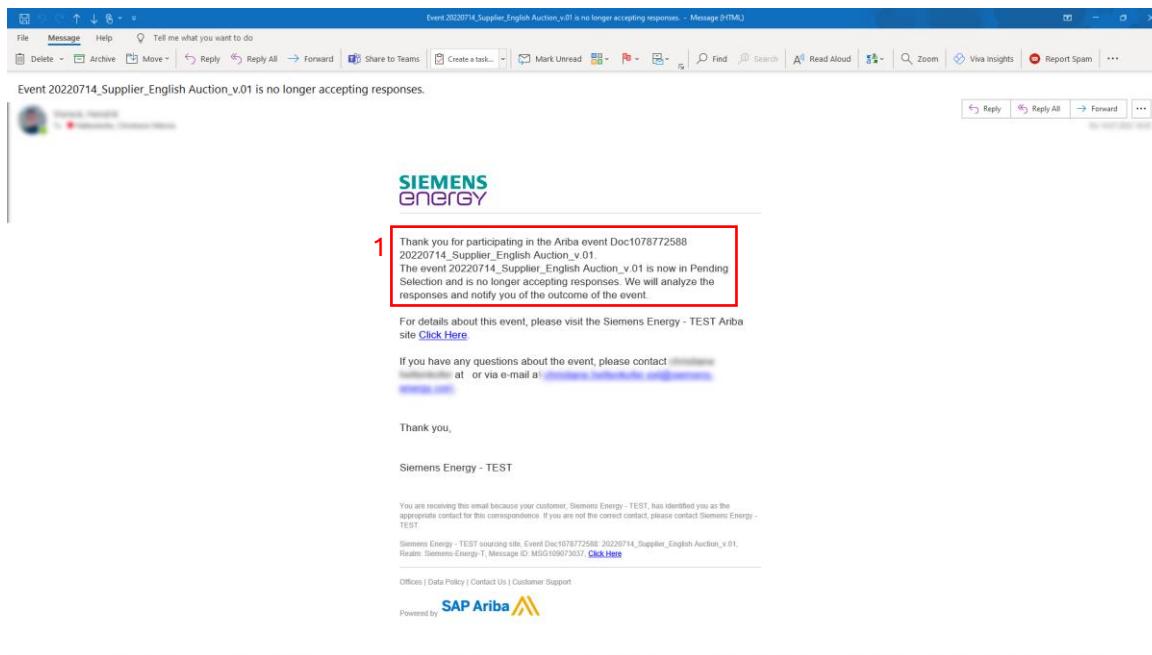 Event 20220714_Supplier_English Auction_v.01 is no longer accepting responses. - Message (HTML)
File Message Help Tell me what you want to do
Delete Archive Move Reply Reply All Forward Share to Teams Create a task... Mark Unread Find Search Read Aloud Zoom Viva Insights Report Spam
Event 20220714_Supplier_English Auction_v.01 is no longer accepting responses.
Reply Reply All Forward
SIEMENS
energy
1
Thank you for participating in the Ariba event Doc1078772588
20220714_Supplier_English Auction_v.01.
The event 20220714_Supplier_English Auction_v.01 is now in Pending
Selection and is no longer accepting responses. We will analyze the
responses and notify you of the outcome of the event.
For details about this event, please visit the Siemens Energy - TEST Ariba
site Click Here.
If you have any questions about the event, please contact
at or via e-mail a
Thank you,
Siemens Energy - TEST
You are receiving this email because your customer, Siemens Energy - TEST, has identified you as the
appropriate contact for this correspondence. If you are not the correct contact, please contact Siemens Energy -
TEST.
Siemens Energy - TEST sourcing site, Event Doc1078772588: 20220714_Supplier_English Auction_v.01,
Realm: Siemens-Energy-T, Message ID: MSG109073037, Click Here
Offices | Data Policy | Contact Us | Customer Support
Powered by SAP Ariba